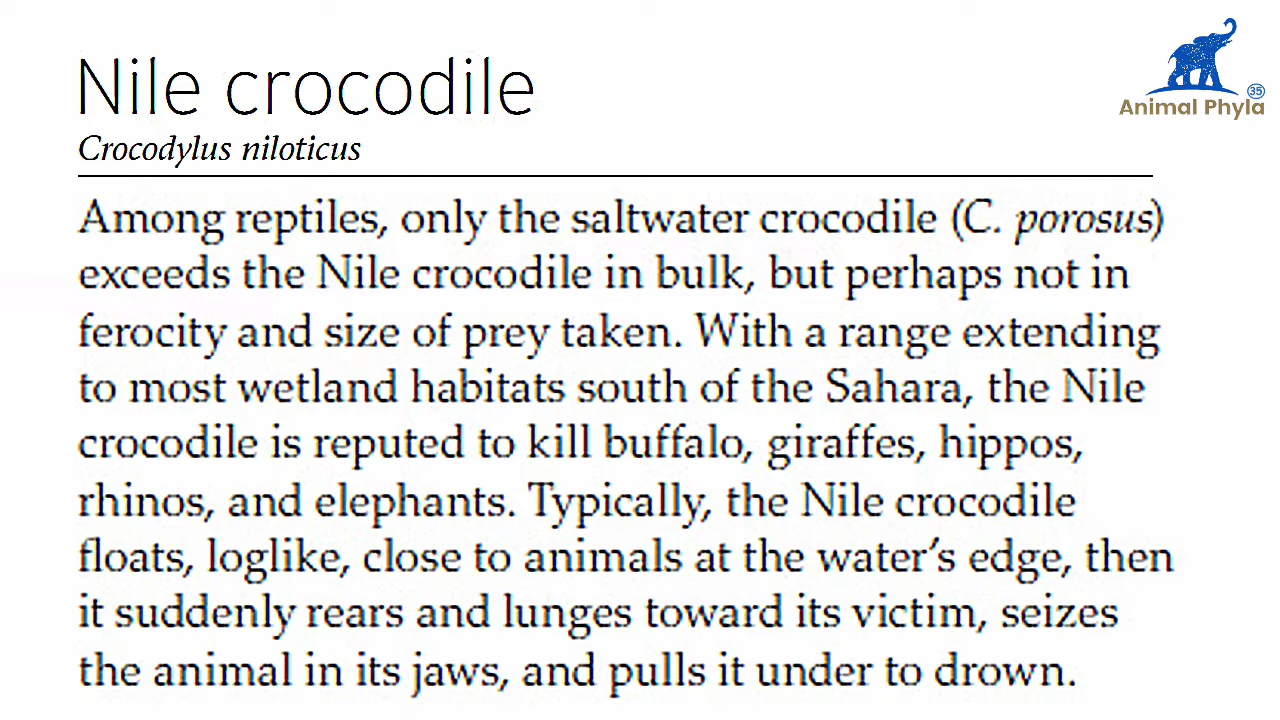 Nile crocodile
Crocodylus niloticus
35
Animal Phyla
Among reptiles, only the saltwater crocodile (C. porosus)
exceeds the Nile crocodile in bulk, but perhaps not in
ferocity and size of prey taken. With a range extending
to most wetland habitats south of the Sahara, the Nile
crocodile is reputed to kill buffalo, giraffes, hippos,
rhinos, and elephants. Typically, the Nile crocodile
floats, loglike, close to animals at the water’s edge, then
it suddenly rears and lunges toward its victim, seizes
the animal in its jaws, and pulls it under to drown.